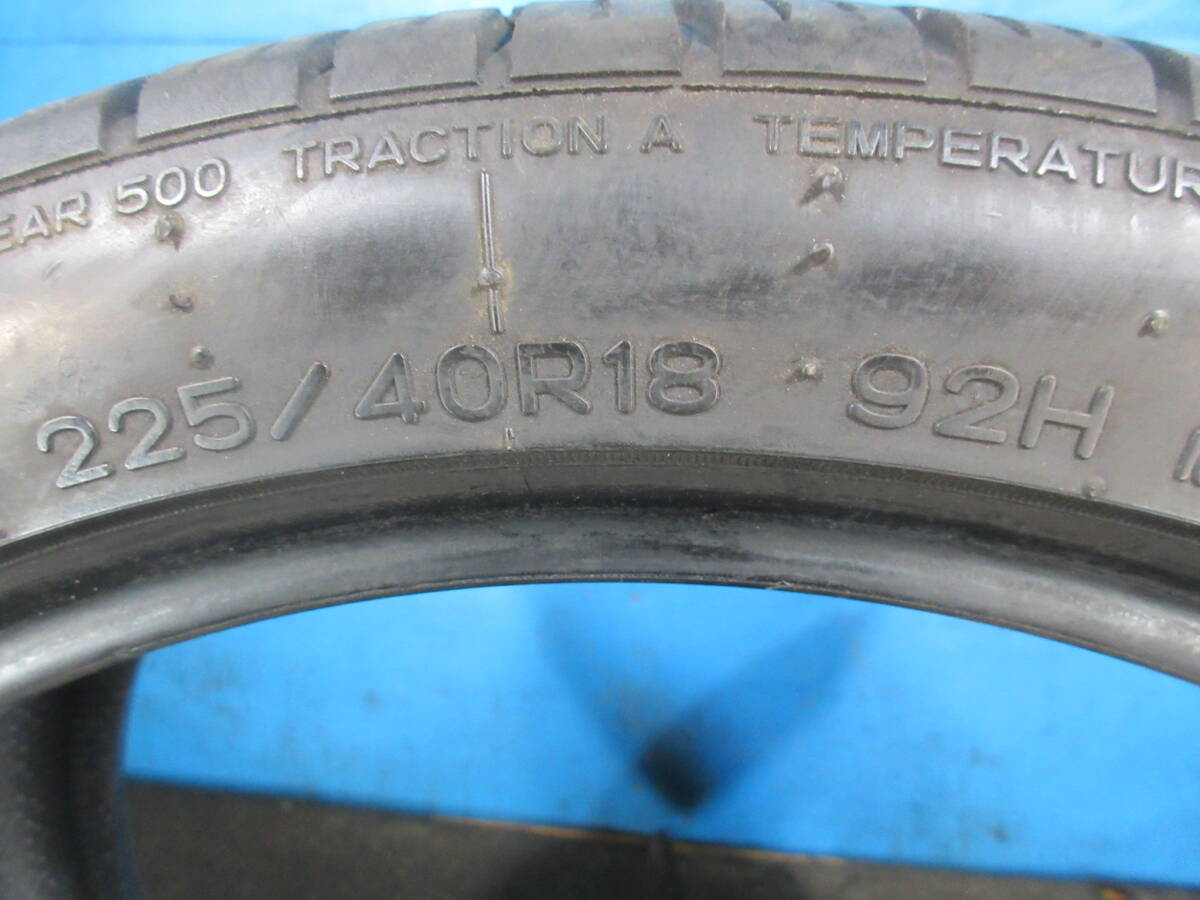 EAR 500 TRACTION A TEMPERATUR
225/40R18 92H